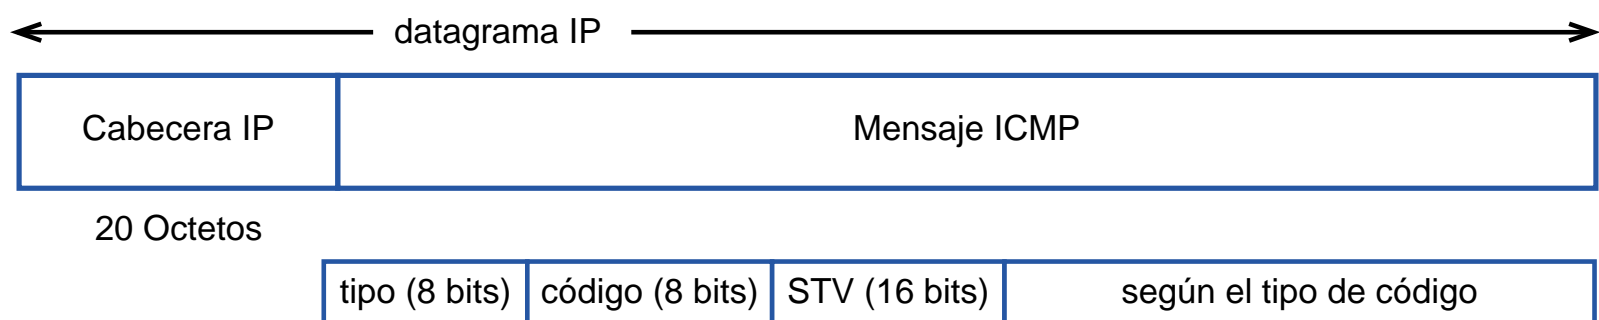 datagrama IP
Cabecera IP
Mensaje ICMP
20 Octetos
tipo (8 bits)
código (8 bits)
STV (16 bits)
según el tipo de código